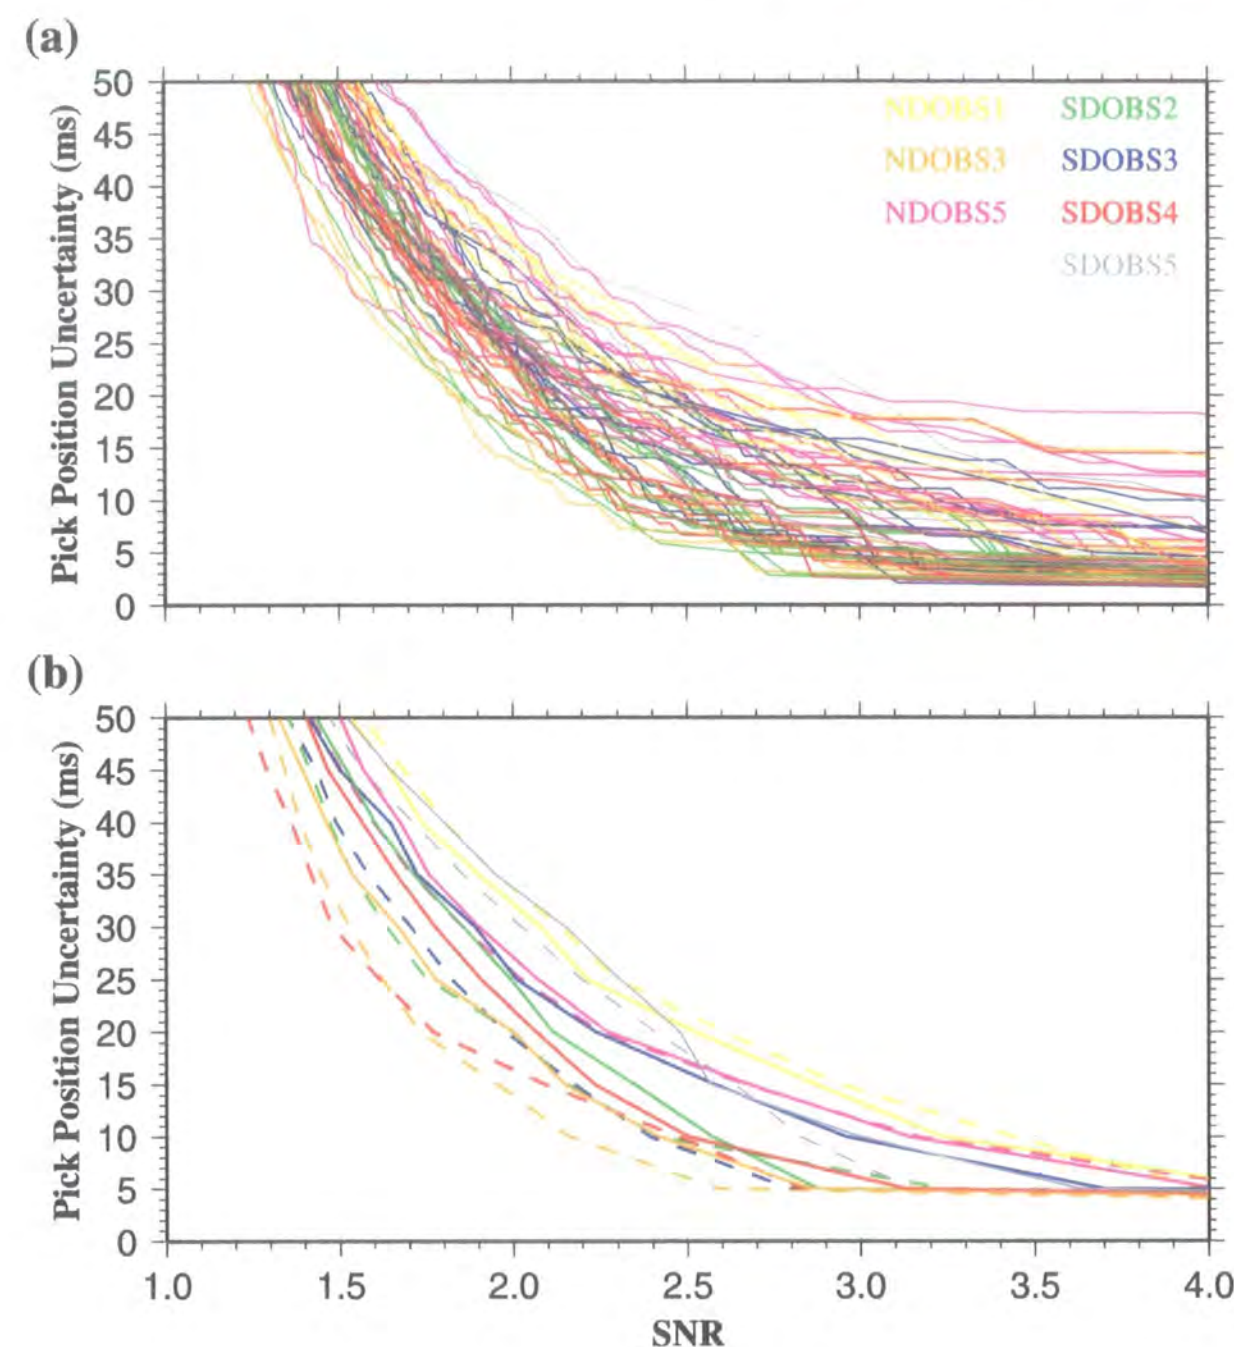 (a)
Pick Position Uncertainty (ms)
50
45
40
35
30
25
20
15
10
5
0
NDOBS1 SDOBS2
NDOBS3 SDOBS3
NDOBS5 SDOBS4
SDOBS5
(b)
Pick Position Uncertainty (ms)
50
45
40
35
30
25
20
15
10
5
0
1.0 1.5 2.0 2.5 3.0 3.5 4.0
SNR